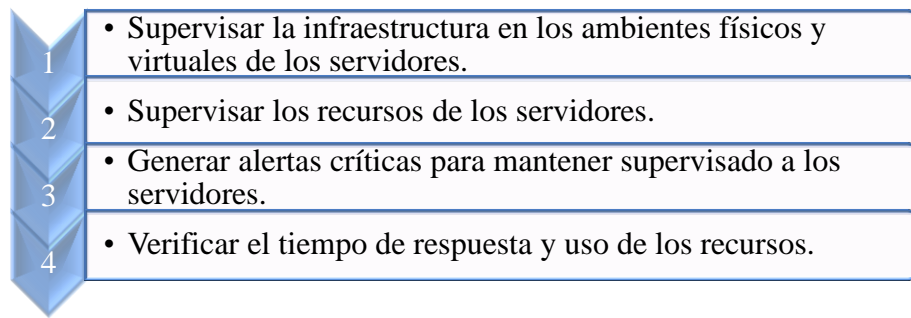 1
• Supervisar la infraestructura en los ambientes físicos y
virtuales de los servidores.
2
• Supervisar los recursos de los servidores.
3
• Generar alertas críticas para mantener supervisado a los
servidores.
4
• Verificar el tiempo de respuesta y uso de los recursos.